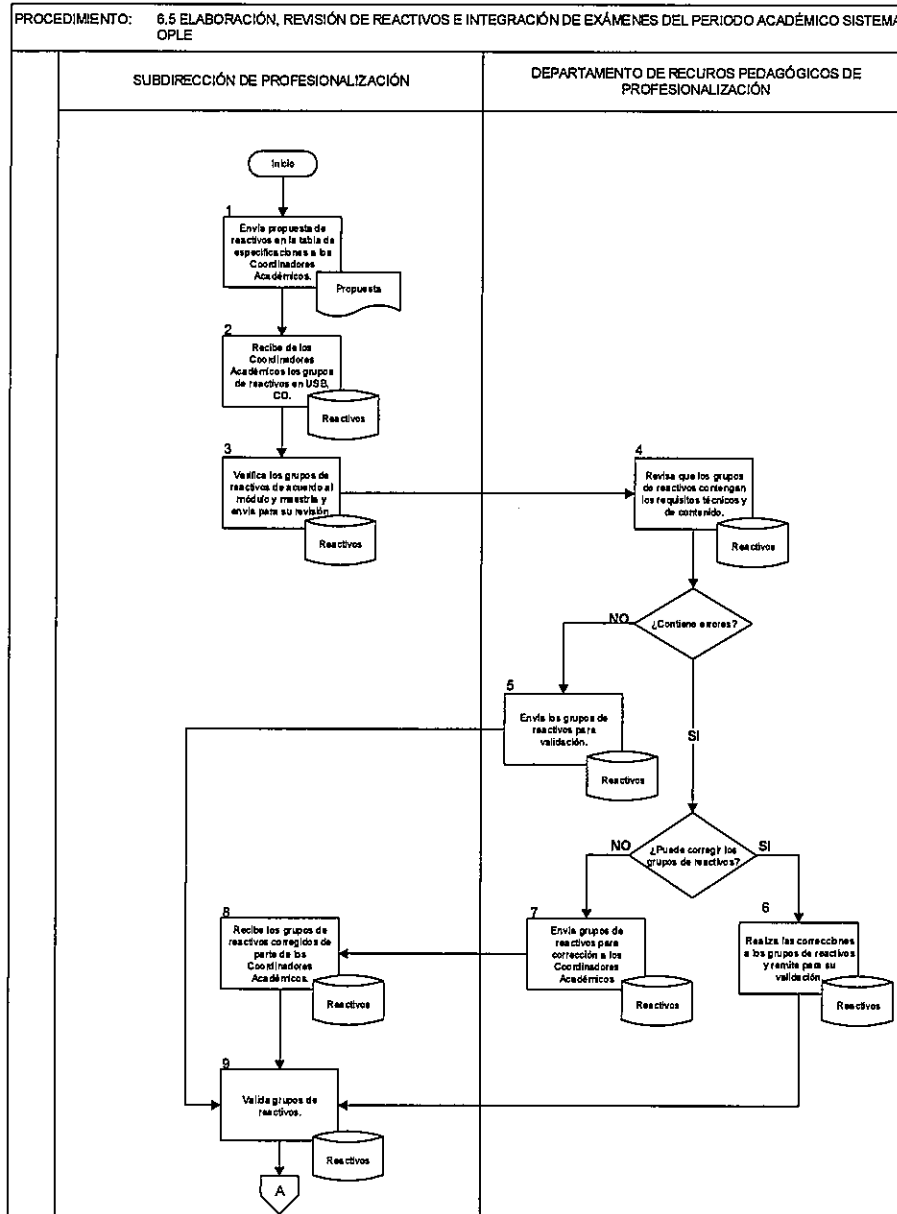 PROCEDIMIENTO: 6.5 ELABORACIÓN, REVISIÓN DE REACTIVOS E INTEGRACIÓN DE EXÁMENES DEL PERIODO ACADÉMICO SISTEMA
OPLE
SUBDIRECCIÓN DE PROFESIONALIZACIÓN
DEPARTAMENTO DE RECUROS PEDAGÓGICOS DE
PROFESIONALIZACIÓN
Inicio
1
Envía propuesta de
reactivos en la tabla de
especificaciones a los
Coordinadores
Académicos.
Propuesta
2
Recibe de los
Coordinadores
Académicos los grupos
de reactivos en USB,
CD.
Reactivos
3
Verifica los grupos de
reactivos de acuerdo al
módulo y maestría y
envía para su revisión.
Reactivos
4
Revisa que los grupos
de reactivos contengan
los requisitos técnicos y
de contenido.
Reactivos
¿Contiene errores?
NO
SI
5
Envía los grupos de
reactivos para
validación.
Reactivos
¿Puede corregir los
grupos de reactivos?
NO
SI
6
Realiza las correcciones
a los grupos de reactivos
y remite para su
validación.
Reactivos
7
Envía grupos de
reactivos para
corrección a los
Coordinadores
Académicos
Reactivos
8
Recibe los grupos de
reactivos corregidos de
parte de los
Coordinadores
Académicos.
Reactivos
9
Valida grupos de
reactivos.
Reactivos
A